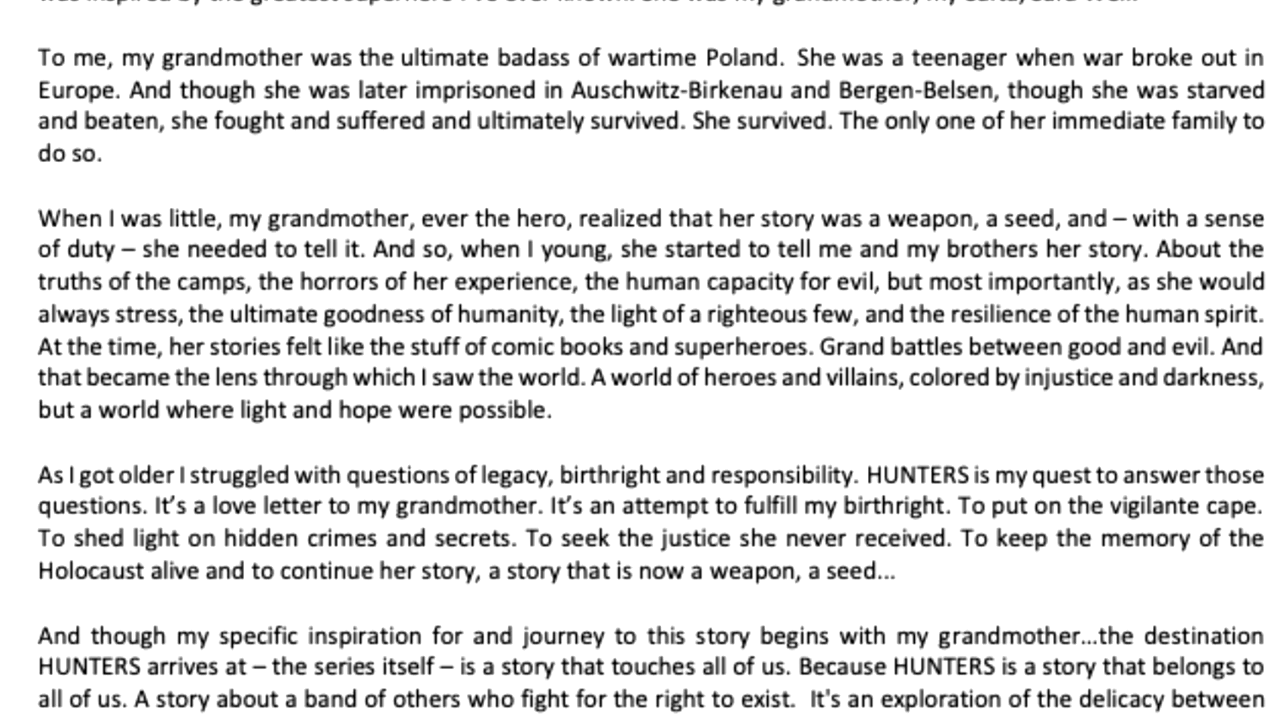 To me, my grandmother was the ultimate badass of wartime Poland. She was a teenager when war broke out in
Europe. And though she was later imprisoned in Auschwitz-Birkenau and Bergen-Belsen, though she was starved
and beaten, she fought and suffered and ultimately survived. She survived. The only one of her immediate family to
do so.
When I was little, my grandmother, ever the hero, realized that her story was a weapon, a seed, and – with a sense
of duty – she needed to tell it. And so, when I young, she started to tell me and my brothers her story. About the
truths of the camps, the horrors of her experience, the human capacity for evil, but most importantly, as she would
always stress, the ultimate goodness of humanity, the light of a righteous few, and the resilience of the human spirit.
At the time, her stories felt like the stuff of comic books and superheroes. Grand battles between good and evil. And
that became the lens through which I saw the world. A world of heroes and villains, colored by injustice and darkness,
but a world where light and hope were possible.
As I got older I struggled with questions of legacy, birthright and responsibility. HUNTERS is my quest to answer those
questions. It’s a love letter to my grandmother. It’s an attempt to fulfill my birthright. To put on the vigilante cape.
To shed light on hidden crimes and secrets. To seek the justice she never received. To keep the memory of the
Holocaust alive and to continue her story, a story that is now a weapon, a seed...
And though my specific inspiration for and journey to this story begins with my grandmother...the destination
HUNTERS arrives at – the series itself – is a story that touches all of us. Because HUNTERS is a story that belongs to
all of us. A story about a band of others who fight for the right to exist. It's an exploration of the delicacy between